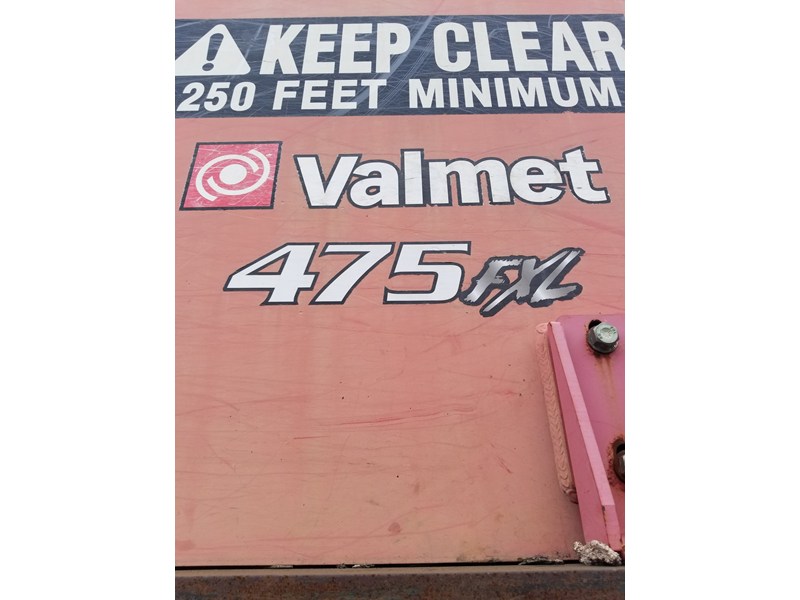 KEEP CLEAR
250 FEET MINIMUM
Valmet
475FXL